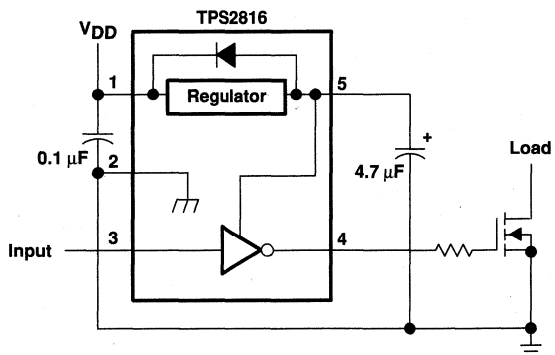 TPS2816
VDD
1
5
Regulator
+
0.1 μF
2
4.7 μF
Load
Input
3
4